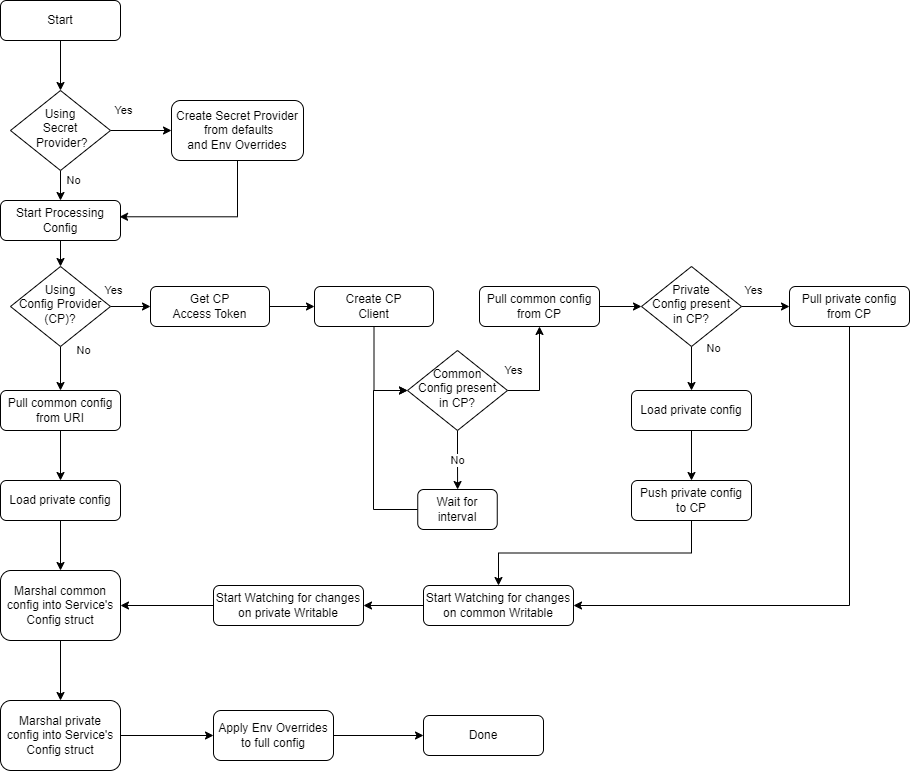 Start
Using
Secret
Provider?
Yes
Create Secret Provider
from defaults
and Env Overrides
No
Start Processing
Config
Using
Config Provider
(CP)?
Yes
Get CP
Access Token
Create CP
Client
Pull common config
from CP
Private
Config present
in CP?
Yes
Pull private config
from CP
No
No
Common
Config present
in CP?
Yes
Pull common config
from URI
Load private config
No
Wait for
interval
Load private config
Push private config
to CP
Marshal common
config into Service's
Config struct
Start Watching for changes
on private Writable
Start Watching for changes
on common Writable
Marshal private
config into Service's
Config struct
Apply Env Overrides
to full config
Done